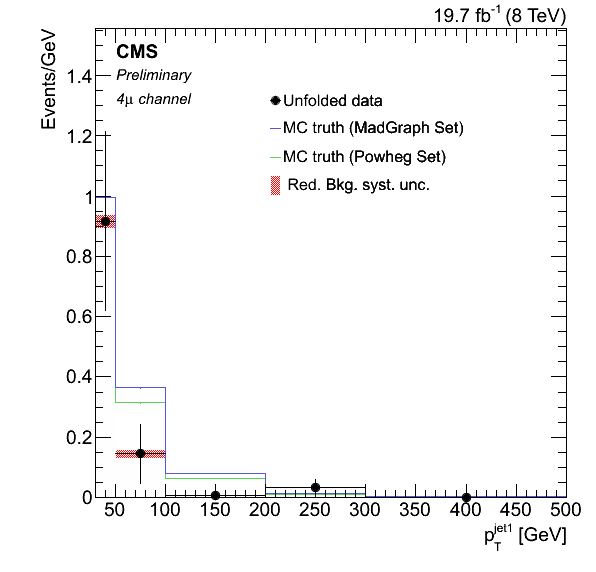 19.7 fb⁻¹ (8 TeV)
Events/GeV
CMS
Preliminary
4μ channel
Unfolded data
MC truth (MadGraph Set)
MC truth (Powheg Set)
Red. Bkg. syst. unc.
1.4
1.2
1
0.8
0.6
0.4
0.2
0
50 100 150 200 250 300 350 400 450 500
p_T^jet1 [GeV]